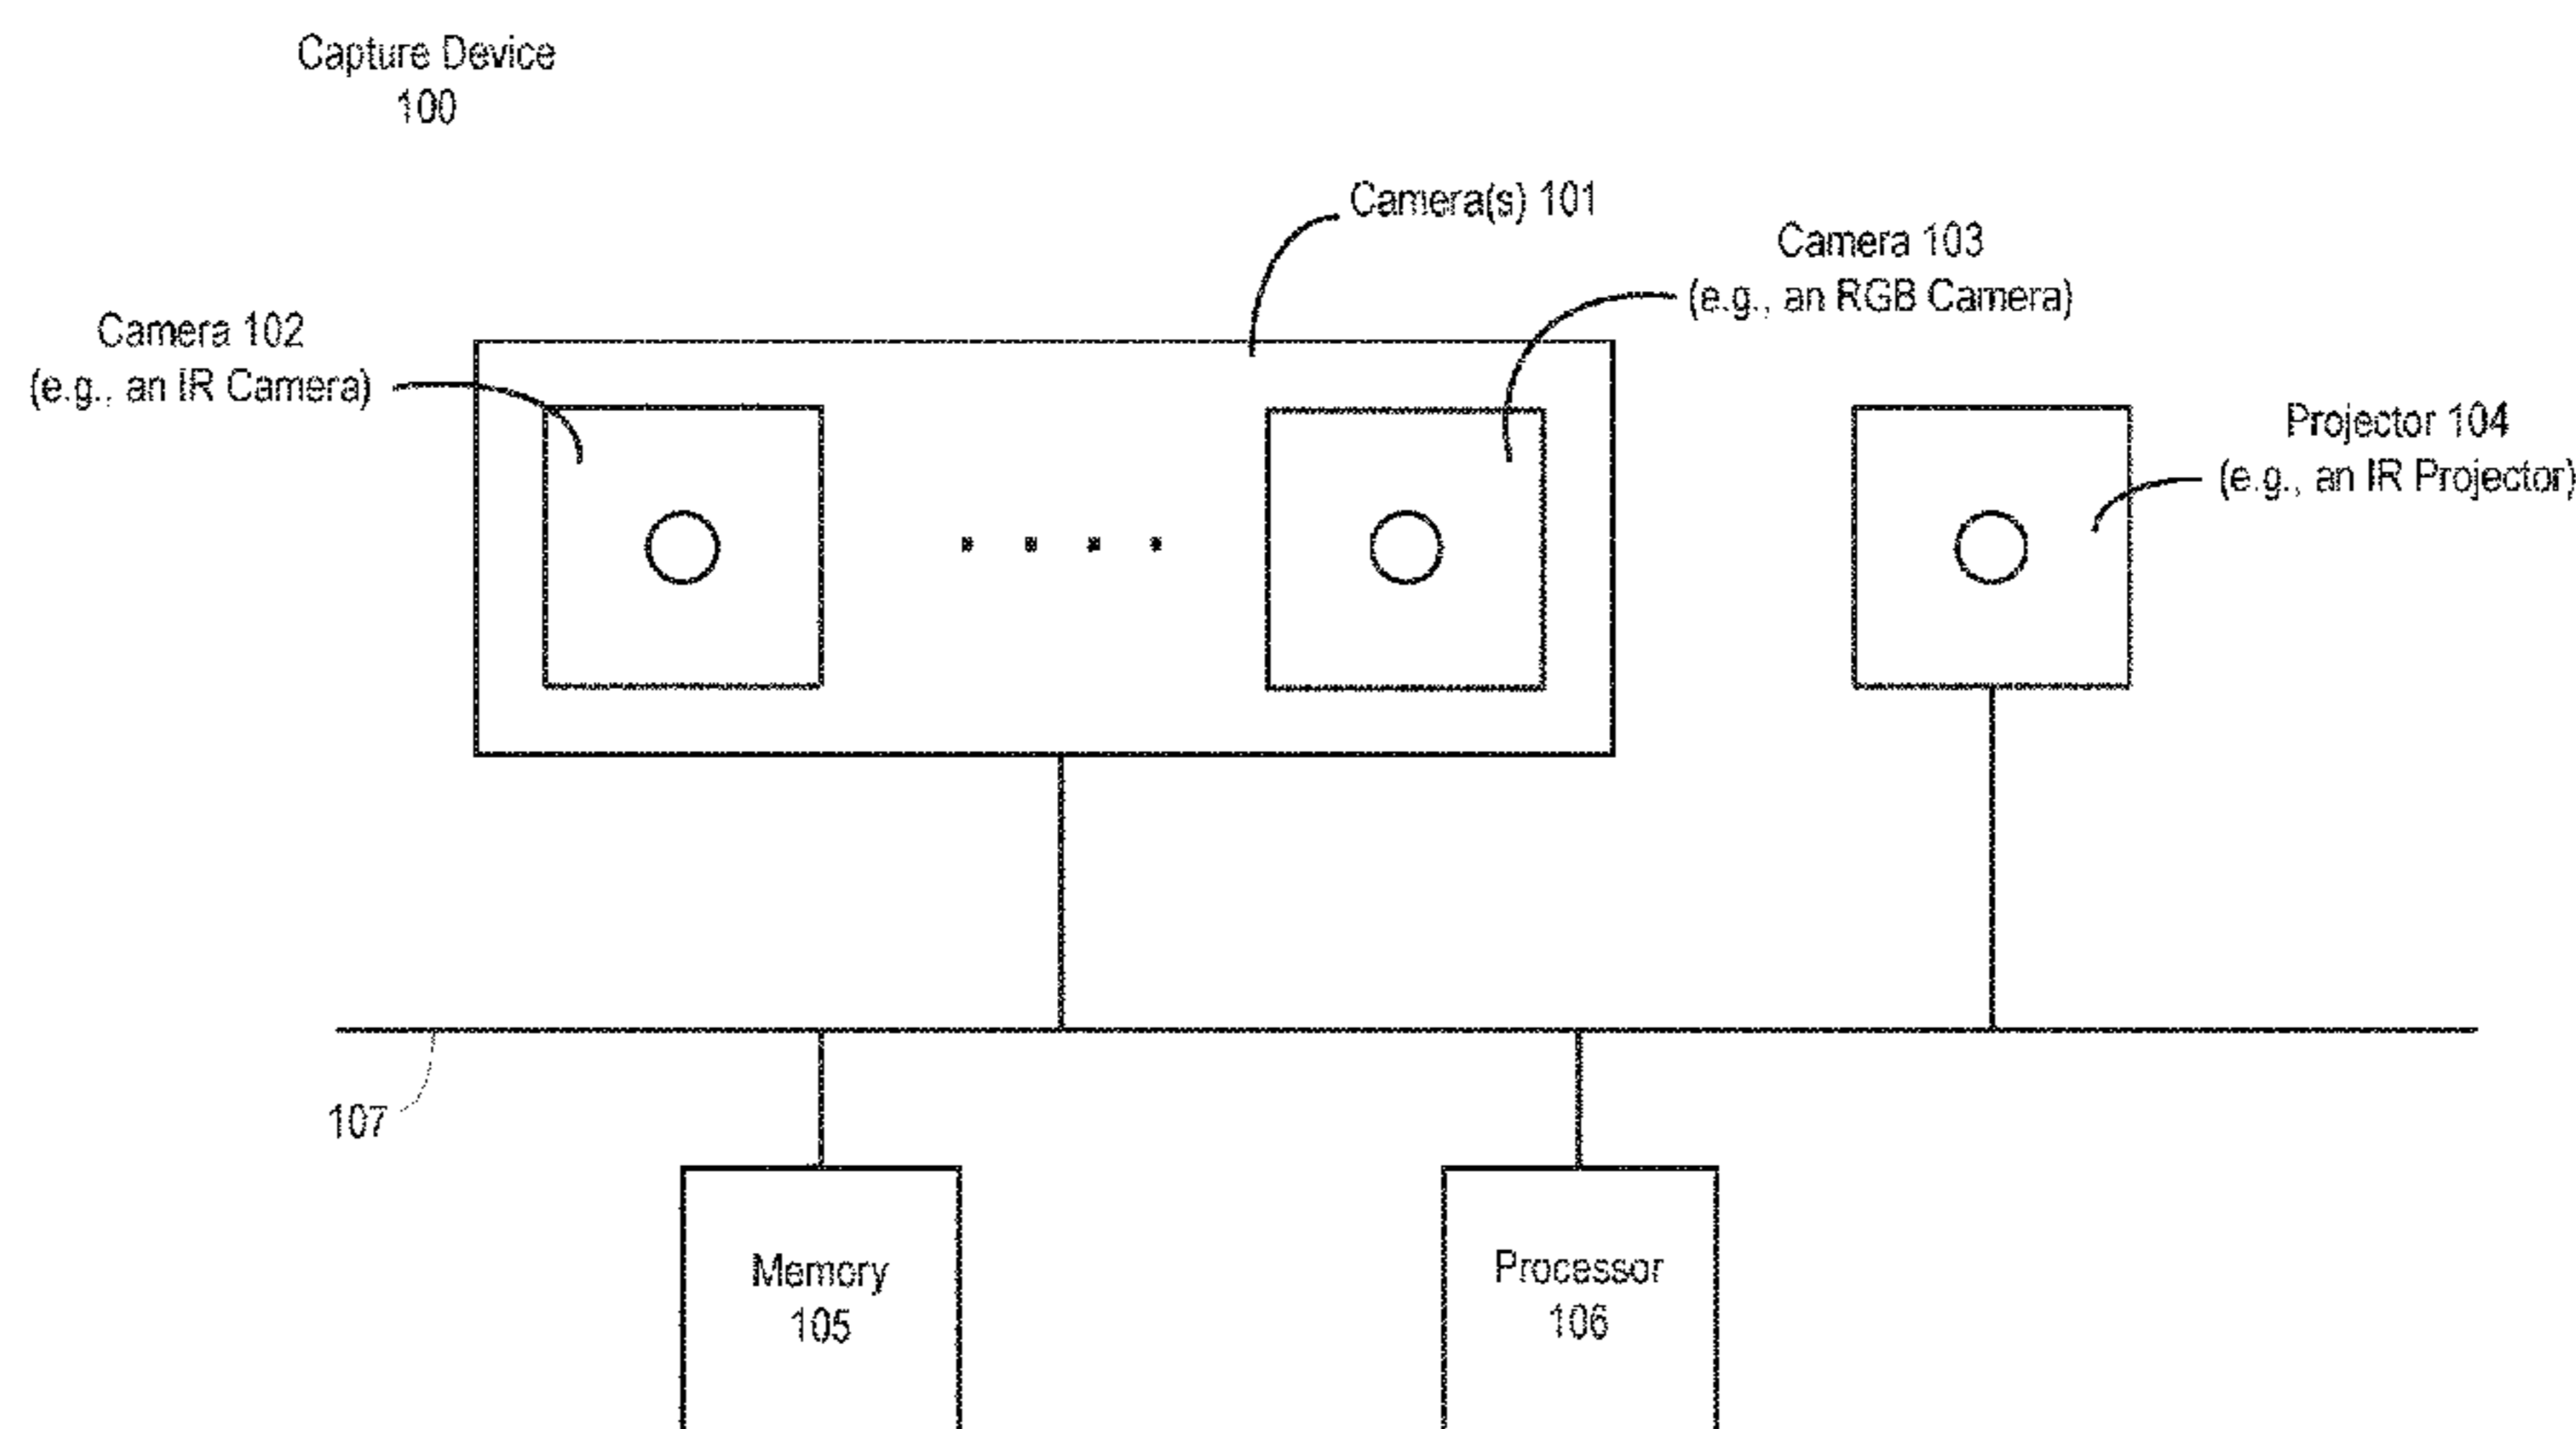 Capture Device
100
Camera(s) 101
Camera 103
(e.g., an RGB Camera)
Camera 102
(e.g., an IR Camera)
Projector 104
(e.g., an IR Projector)
107
Memory
105
Processor
106